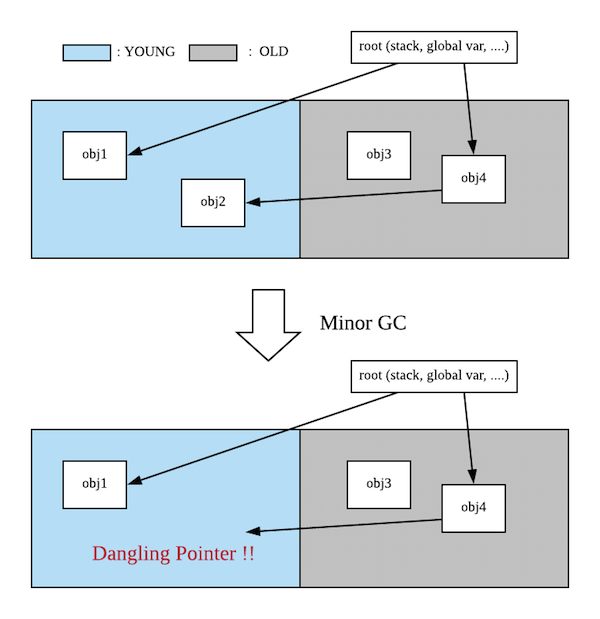 : YOUNG : OLD
root (stack, global var, ....)
obj1
obj3
obj4
obj2
Minor GC
root (stack, global var, ....)
obj1
obj3
obj4
Dangling Pointer !!